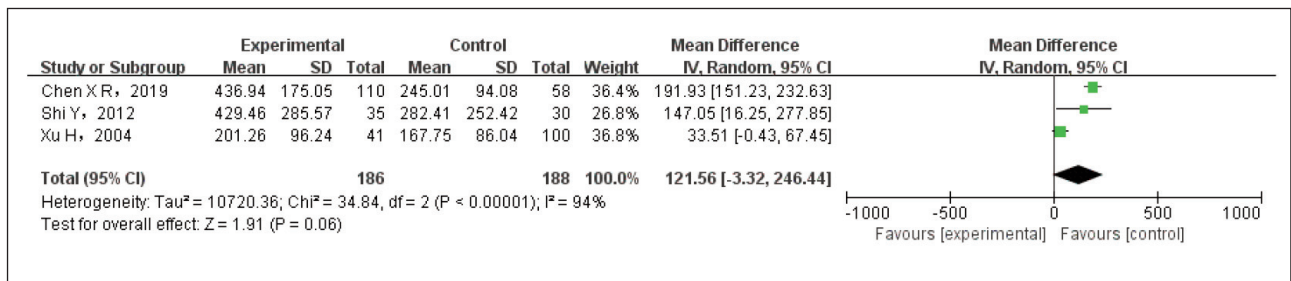 Experimental Control Mean Difference Mean Difference
Study or Subgroup Mean SD Total Mean SD Total Weight IV, Random, 95% CI IV, Random, 95% CI
Chen X R，2019 436.94 175.05 110 245.01 94.08 58 36.4% 191.93 [151.23, 232.63]
Shi Y，2012 429.46 285.57 35 282.41 252.42 30 26.8% 147.05 [16.25, 277.85]
Xu H，2004 201.26 96.24 41 167.75 86.04 100 36.8% 33.51 [-0.43, 67.45]
Total (95% CI) 186 188 100.0% 121.56 [-3.32, 246.44]
Heterogeneity: Tau² = 10720.36; Chi² = 34.84, df = 2 (P < 0.00001); I² = 94%
Test for overall effect: Z = 1.91 (P = 0.06)
-1000 -500 0 500 1000
Favours [experimental] Favours [control]